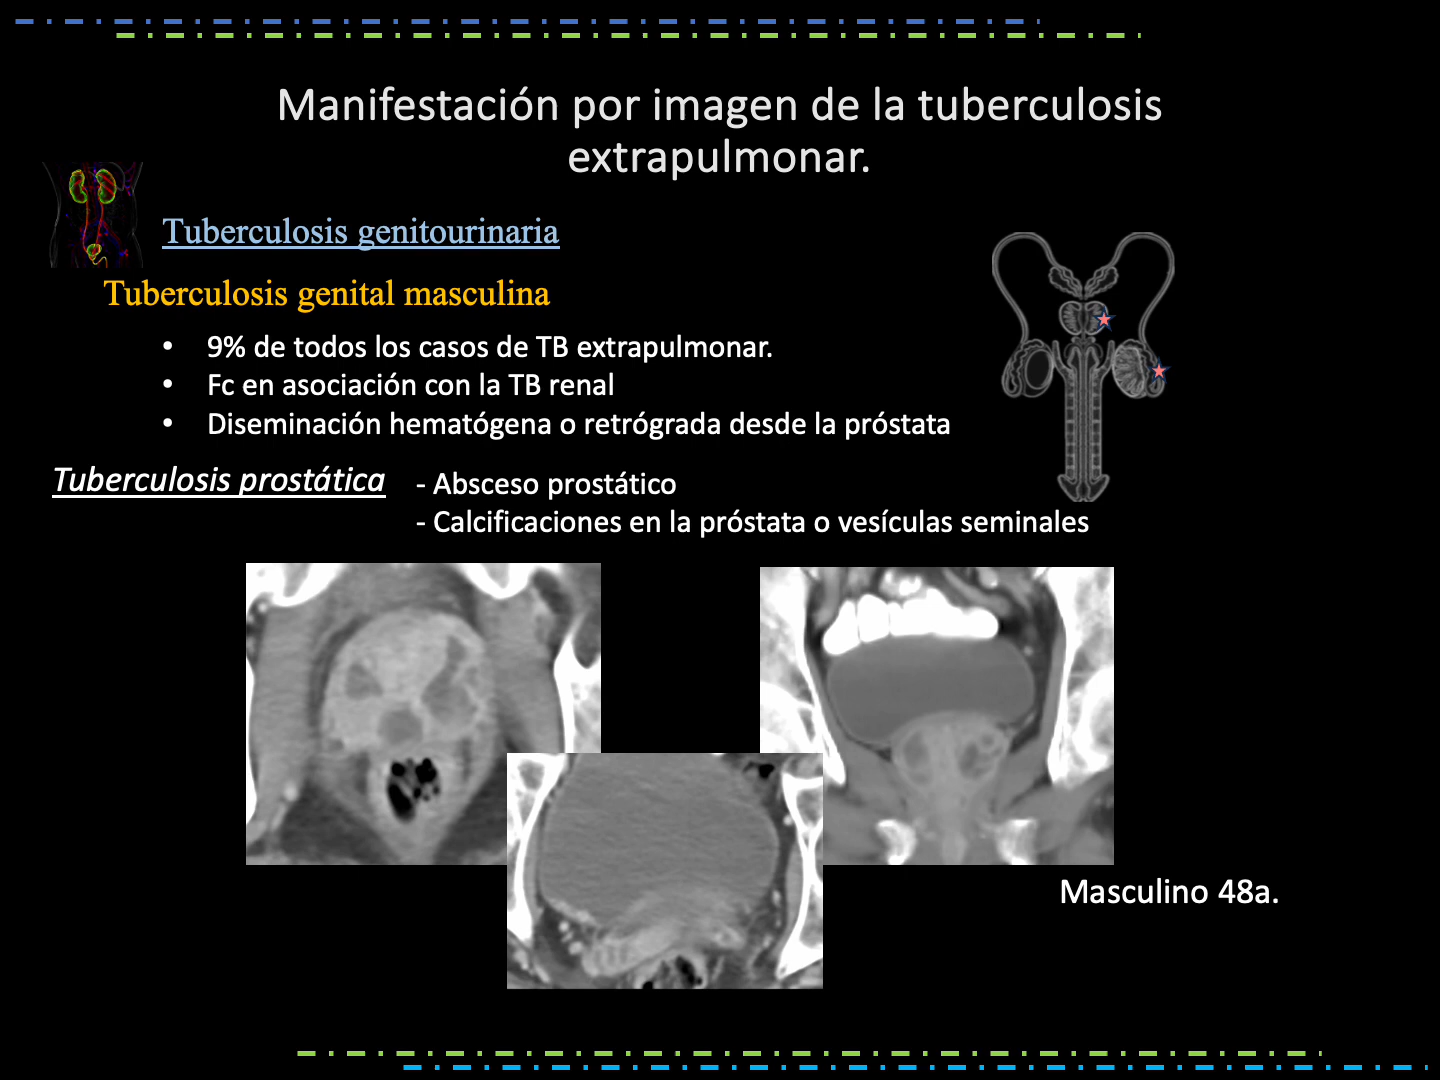 Manifestación por imagen de la tuberculosis
extrapulmonar.
Tuberculosis genitourinaria
Tuberculosis genital masculina
• 9% de todos los casos de TB extrapulmonar.
• Fc en asociación con la TB renal
• Diseminación hematógena o retrógrada desde la próstata
Tuberculosis prostática
- Absceso prostático
- Calcificaciones en la próstata o vesículas seminales
Masculino 48a.